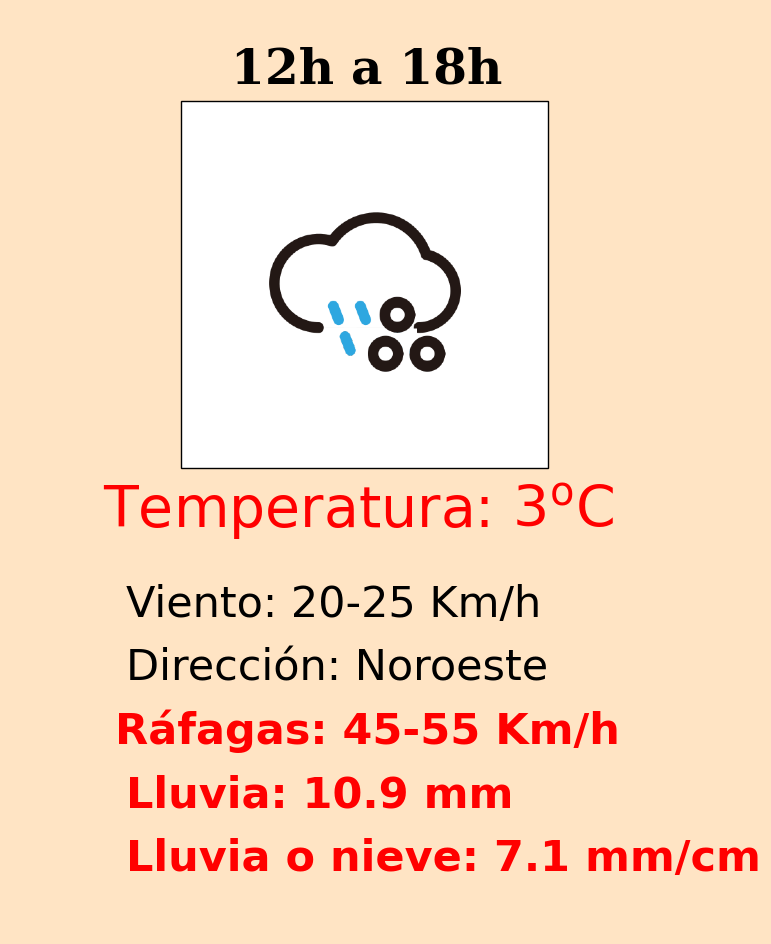 12h a 18h
Temperatura: 3ºC
Viento: 20-25 Km/h
Dirección: Noroeste
Ráfagas: 45-55 Km/h
Lluvia: 10.9 mm
Lluvia o nieve: 7.1 mm/cm